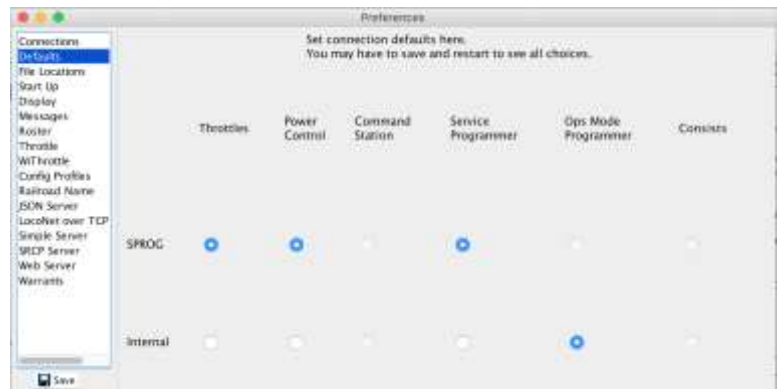 Preferences
Connections
Defaults
File Locations
Start Up
Display
Messages
Roster
Throttle
WiThrottle
Config Profiles
Railroad Name
JSON Server
LocoNet over TCP
Simple Server
SRCP Server
Web Server
Warrants
Save
Set connection defaults here.
You may have to save and restart to see all choices.
Throttles
Power Control
Command Station
Service Programmer
Ops Mode Programmer
Consists
SPROG
Internal